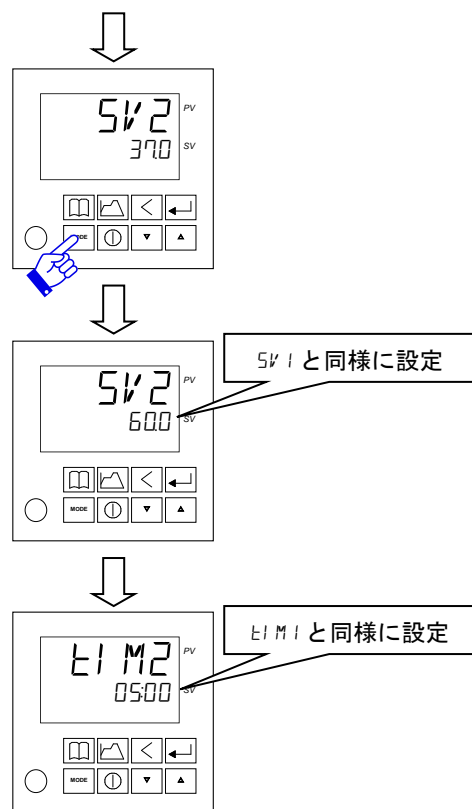 SV2 PV
37.0 SV
MODE
SV1と同様に設定
SV2 PV
60.0 SV
MODE
tIM1と同様に設定
tIM2 PV
05:00 SV
MODE